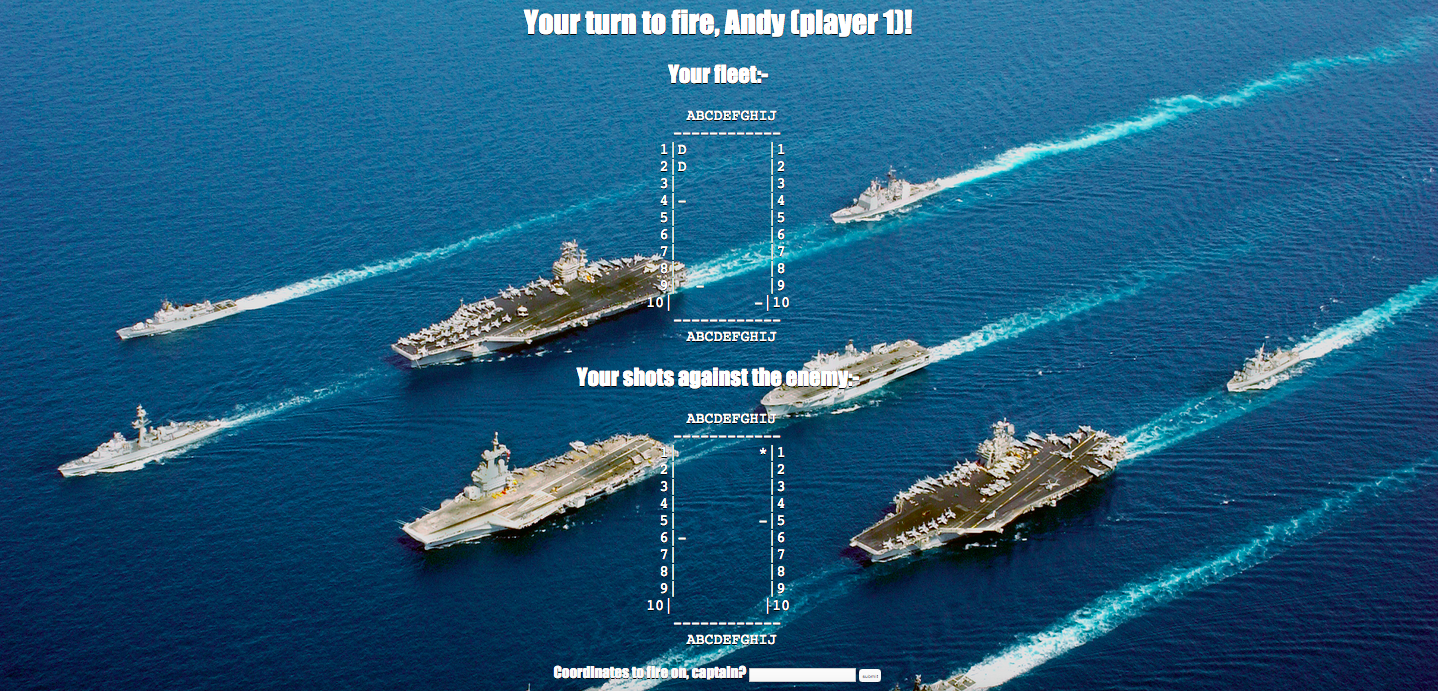 Your turn to fire, Andy (player 1)!
Your fleet:-
ABCDEFGHIJ
------------
1|D         |1
2|D         |2
3|          |3
4|-         |4
5|          |5
6|          |6
7|          |7
8|          |8
9|  -       |9
10|         -|10
------------
ABCDEFGHIJ
Your shots against the enemy:-
ABCDEFGHIJ
------------
1|         *|1
2|          |2
3|          |3
4|          |4
5|         -|5
6|-         |6
7|          |7
8|          |8
9|          |9
10|          |10
------------
ABCDEFGHIJ
Coordinates to fire on, captain? submit